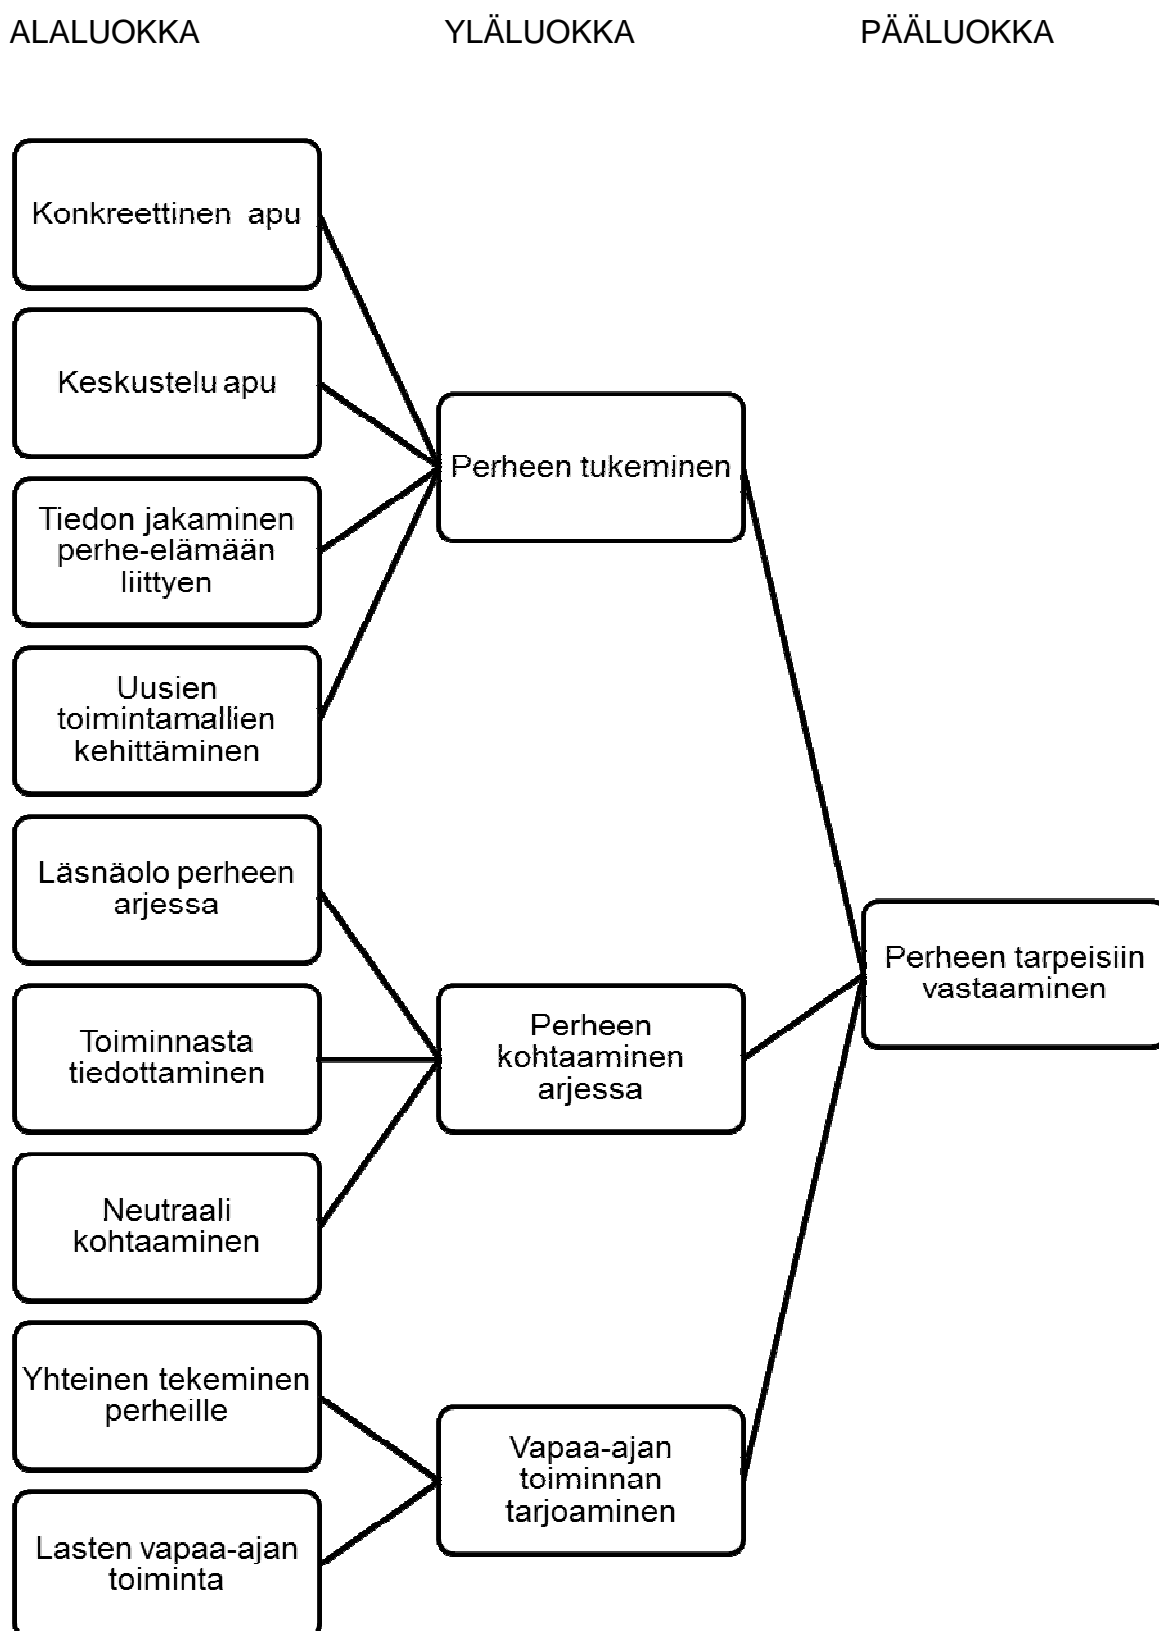 ALALUOKKA YLÄLUOKKA PÄÄLUOKKA
Konkreettinen apu
Keskustelu apu
Tiedon jakaminen
perhe-elämään
liittyen
Uusien
toimintamallien
kehittäminen
Läsnäolo perheen
arjessa
Toiminnasta
tiedottaminen
Neutraali
kohtaaminen
Yhteinen tekeminen
perheille
Lasten vapaa-ajan
toiminta
Perheen tukeminen
Perheen
kohtaaminen
arjessa
Vapaa-ajan
toiminnan
tarjoaminen
Perheen tarpeisiin
vastaaminen